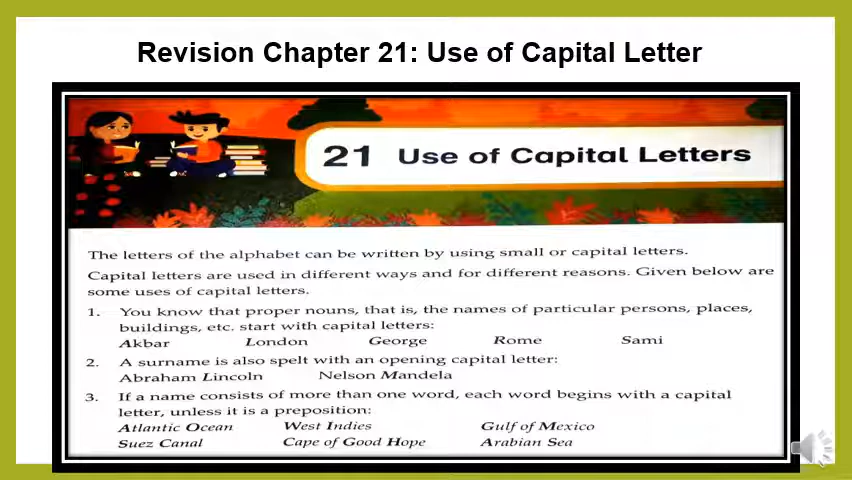 Revision Chapter 21: Use of Capital Letter
21 Use of Capital Letters
The letters of the alphabet can be written by using small or capital letters.
Capital letters are used in different ways and for different reasons. Given below are
some uses of capital letters.
1. You know that proper nouns, that is, the names of particular persons, places,
buildings, etc. start with capital letters:
Akbar London George Rome Sami
2. A surname is also spelt with an opening capital letter:
Abraham Lincoln Nelson Mandela
3. If a name consists of more than one word, each word begins with a capital
letter, unless it is a preposition:
Atlantic Ocean West Indies Gulf of Mexico
Suez Canal Cape of Good Hope Arabian Sea